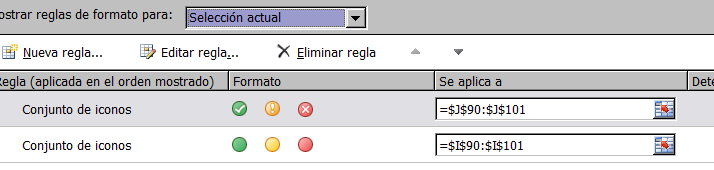 ostrar reglas de formato para: Selección actual
Nueva regla... Editar regla... Eliminar regla
Regla (aplicada en el orden mostrado) Formato Se aplica a Dete
Conjunto de iconos =$J$90:$J$101
Conjunto de iconos =$I$90:$I$101